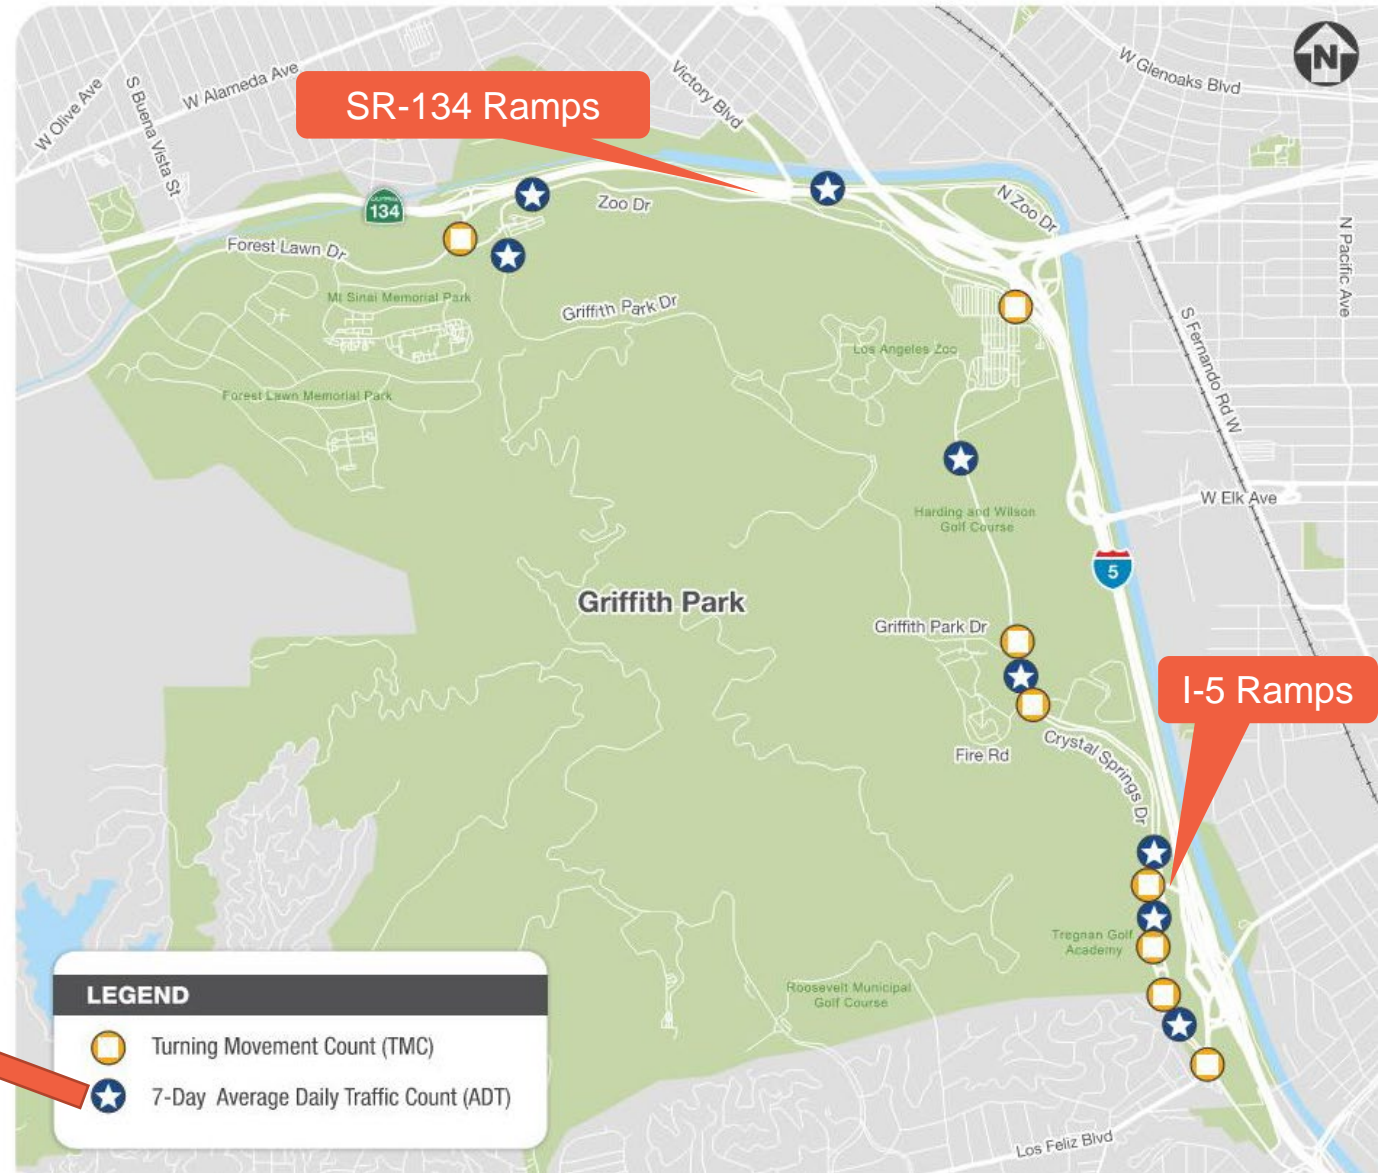 W Olive Ave
S Buena Vista St
W Alameda Ave
SR-134 Ramps
Victory Blvd
W Glenoaks Blvd
N
CALIFORNIA
134
Zoo Dr
N Zoo Dr
N Pacific Ave
Forest Lawn Dr
Mt Sinai Memorial Park
Griffith Park Dr
Los Angeles Zoo
S Fernando Rd W
Forest Lawn Memorial Park
W Elk Ave
Harding and Wilson
Golf Course
5
Griffith Park
Griffith Park Dr
I-5 Ramps
Fire Rd
Crystal Springs Dr
Tregnan Golf
Academy
Roosevelt Municipal
Golf Course
LEGEND
Turning Movement Count (TMC)
7-Day Average Daily Traffic Count (ADT)
Los Feliz Blvd